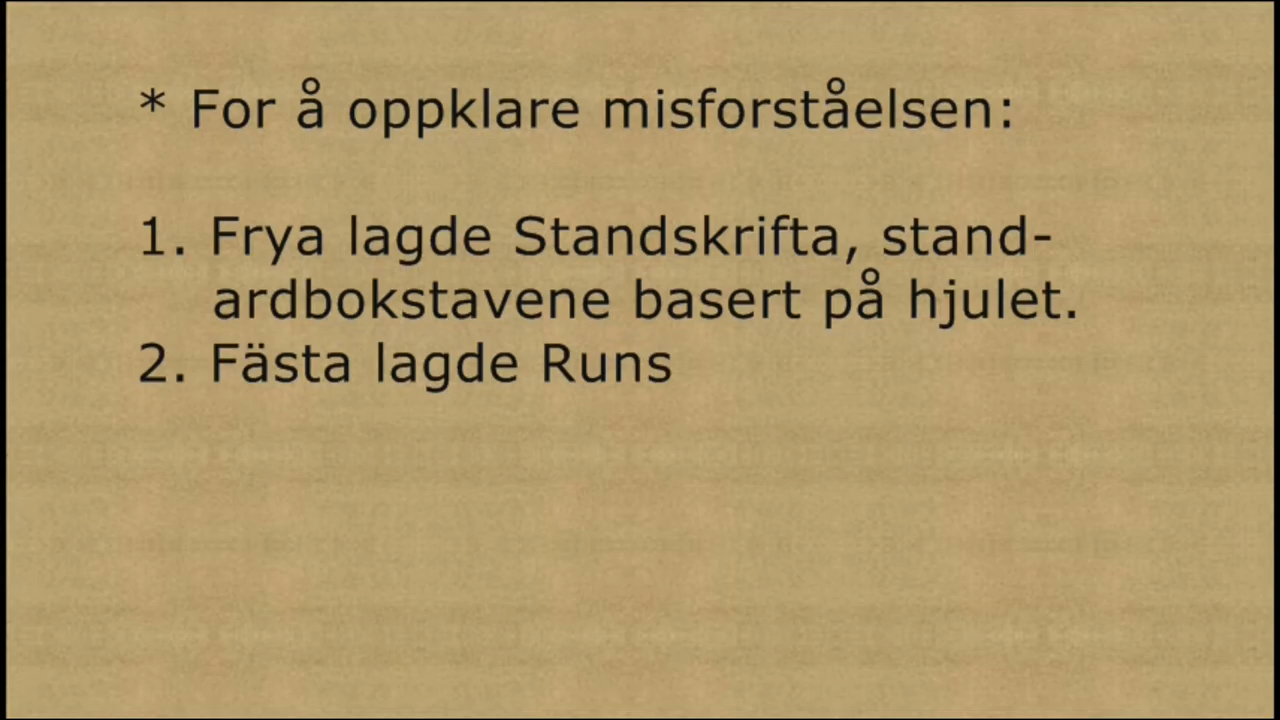 * For å oppklare misforståelsen:
1. Frya lagde Standskrifta, stand-
ardbokstavene basert på hjulet.
2. Fästa lagde Runs